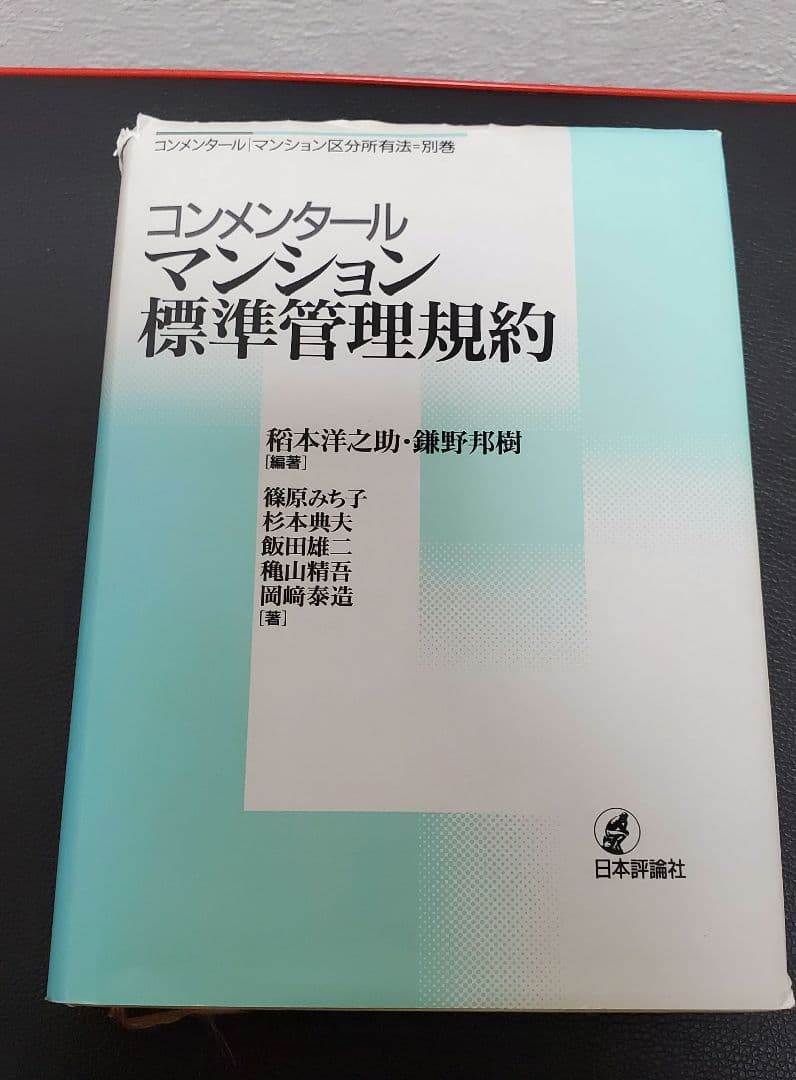 コンメンタール|マンション区分所有法=別巻
コンメンタール
マンション
標準管理規約
稻本洋之助・鎌野邦樹
[編著]
篠原みち子
杉本典夫
飯田雄二
穐山精吾
岡﨑泰造
[著]
日本評論社